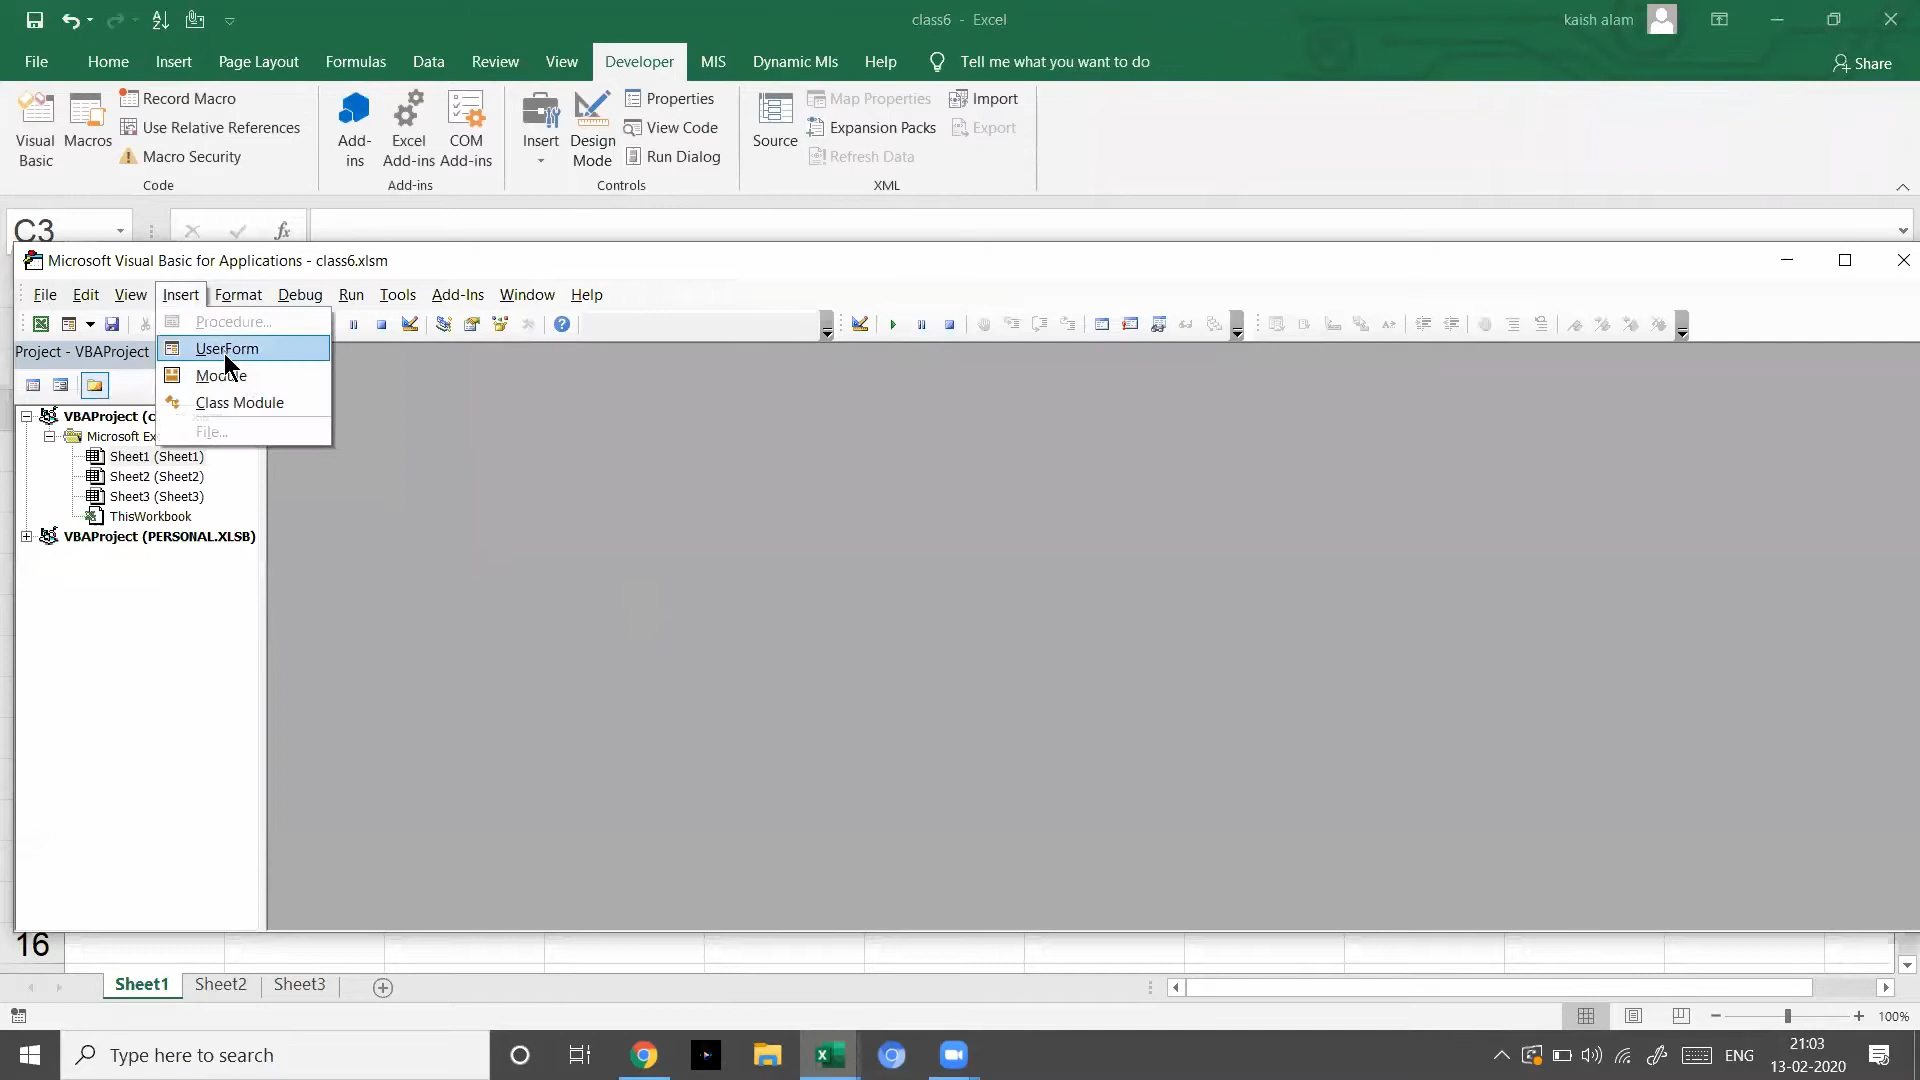 class6 - Excel
kaish alam
File Home Insert Page Layout Formulas Data Review View Developer MIS Dynamic MIs Help Tell me what you want to do
Share
Visual Basic
Macros
Record Macro
Use Relative References
Macro Security
Code
Add-ins
Excel Add-ins
COM Add-ins
Add-ins
Insert
Design Mode
Properties
View Code
Run Dialog
Controls
Source
Map Properties
Expansion Packs
Refresh Data
Import
Export
XML
C3
fx
Microsoft Visual Basic for Applications - class6.xlsm
File Edit View Insert Format Debug Run Tools Add-Ins Window Help
Procedure...
UserForm
Module
Class Module
File...
Project - VBAProject
VBAProject (c
Microsoft Ex
Sheet1 (Sheet1)
Sheet2 (Sheet2)
Sheet3 (Sheet3)
ThisWorkbook
VBAProject (PERSONAL.XLSB)
16
Sheet1 Sheet2 Sheet3
100%
Type here to search
ENG
21:03
13-02-2020